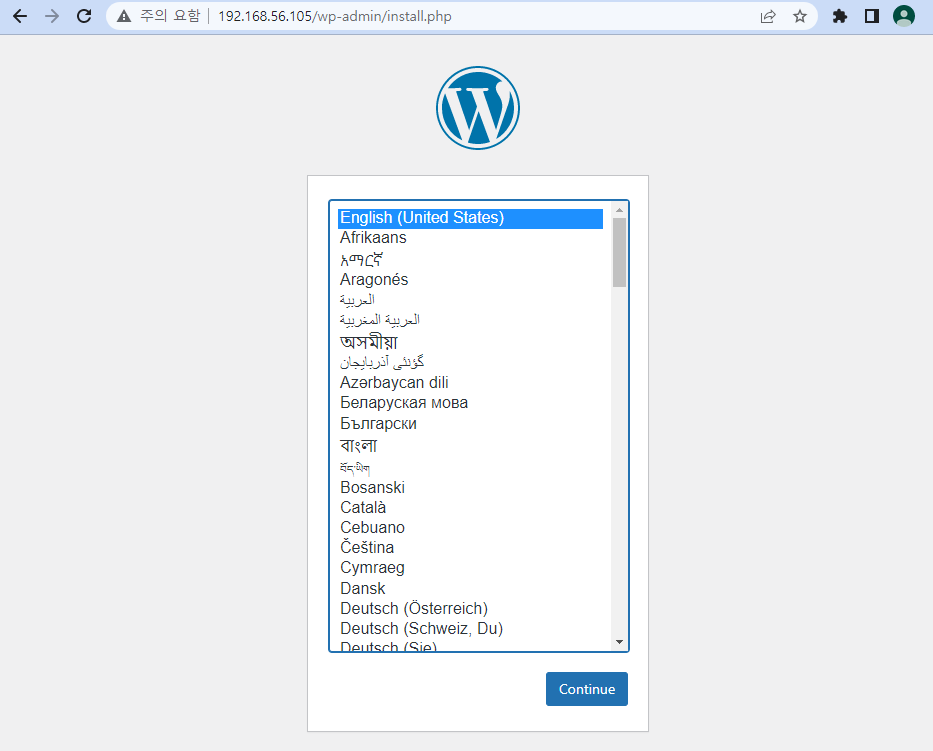 주의 요함
192.168.56.105/wp-admin/install.php
English (United States)
Afrikaans
አማርኛ
Aragonés
العربية
العربية المغربية
অসমীয়া
گؤنئی آذربایجان
Azərbaycan dili
Беларуская мова
Български
বাংলা
བོད་ཡིག
Bosanski
Català
Cebuano
Čeština
Cymraeg
Dansk
Deutsch (Österreich)
Deutsch (Schweiz, Du)
Deutsch (Sie)
Continue